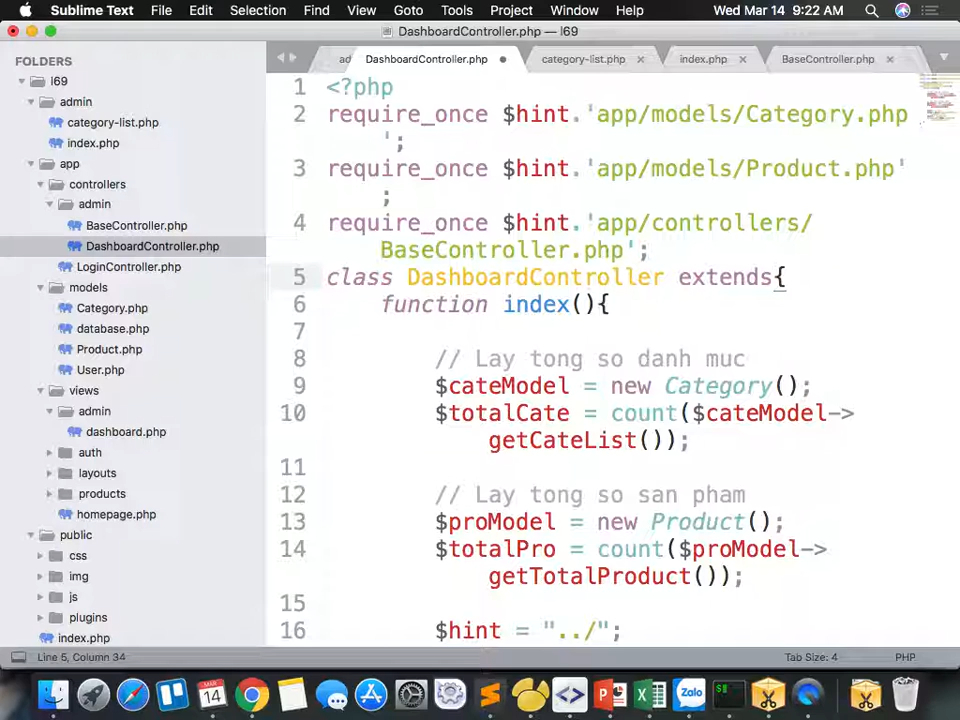 Sublime Text File Edit Selection Find View Goto Tools Project Window Help Wed Mar 14 9:22 AM
DashboardController.php — l69
FOLDERS
l69
admin
category-list.php
index.php
app
controllers
admin
BaseController.php
DashboardController.php
LoginController.php
models
Category.php
database.php
Product.php
User.php
views
admin
dashboard.php
auth
layouts
products
homepage.php
public
css
img
js
plugins
index.php
ad DashboardController.php category-list.php index.php BaseController.php
1 <?php
2 require_once $hint.'app/models/Category.php
';
3 require_once $hint.'app/models/Product.php'
;
4 require_once $hint.'app/controllers/
BaseController.php';
5 class DashboardController extends{
6 function index(){
7
8 // Lay tong so danh muc
9 $cateModel = new Category();
10 $totalCate = count($cateModel->
getCateList());
11
12 // Lay tong so san pham
13 $proModel = new Product();
14 $totalPro = count($proModel->
getTotalProduct());
15
16 $hint = "../";
Line 5, Column 34 Tab Size: 4 PHP
14
Zalo